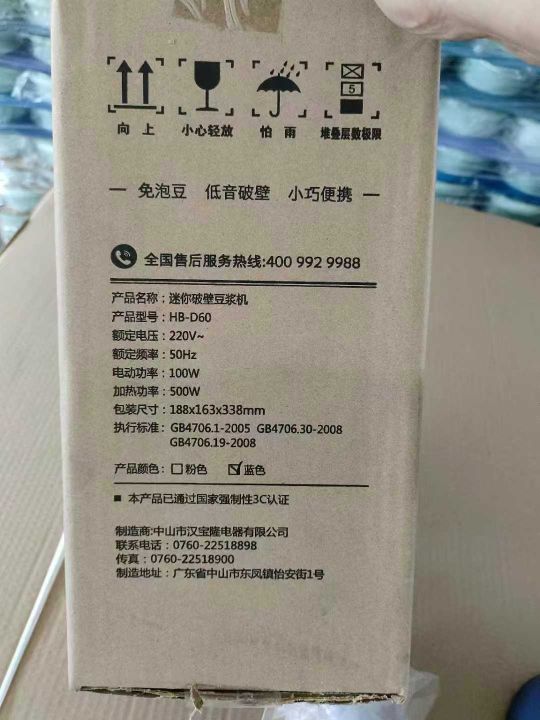 5
向上 小心轻放 怕雨 堆叠层数极限
— 免泡豆 低音破壁 小巧便携 —
全国售后服务热线:400 992 9988
产品名称：迷你破壁豆浆机
产品型号：HB-D60
额定电压：220V~
额定频率：50Hz
电动功率：100W
加热功率：500W
包装尺寸：188x163x338mm
执行标准：GB4706.1-2005 GB4706.30-2008
GB4706.19-2008
产品颜色：□粉色 ☑蓝色
■ 本产品已通过国家强制性3C认证
制造商:中山市汉宝隆电器有限公司
联系电话：0760-22518898
传真：0760-22518900
制造地址：广东省中山市东凤镇怡安街1号